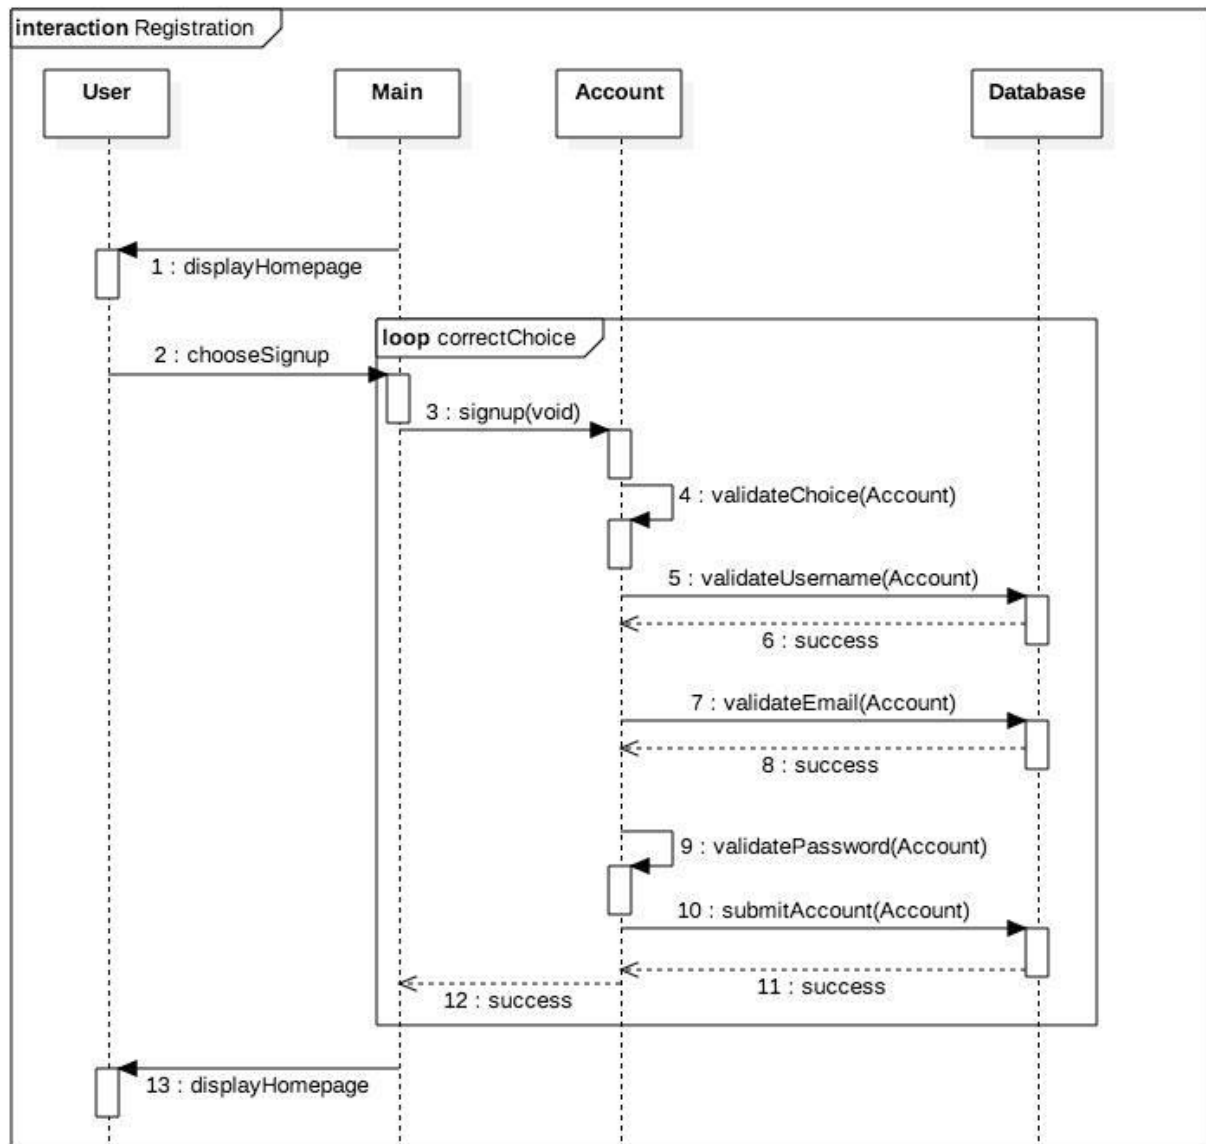 interaction Registration
User
Main
Account
Database
1 : displayHomepage
loop correctChoice
2 : chooseSignup
3 : signup(void)
4 : validateChoice(Account)
5 : validateUsername(Account)
6 : success
7 : validateEmail(Account)
8 : success
9 : validatePassword(Account)
10 : submitAccount(Account)
11 : success
12 : success
13 : displayHomepage